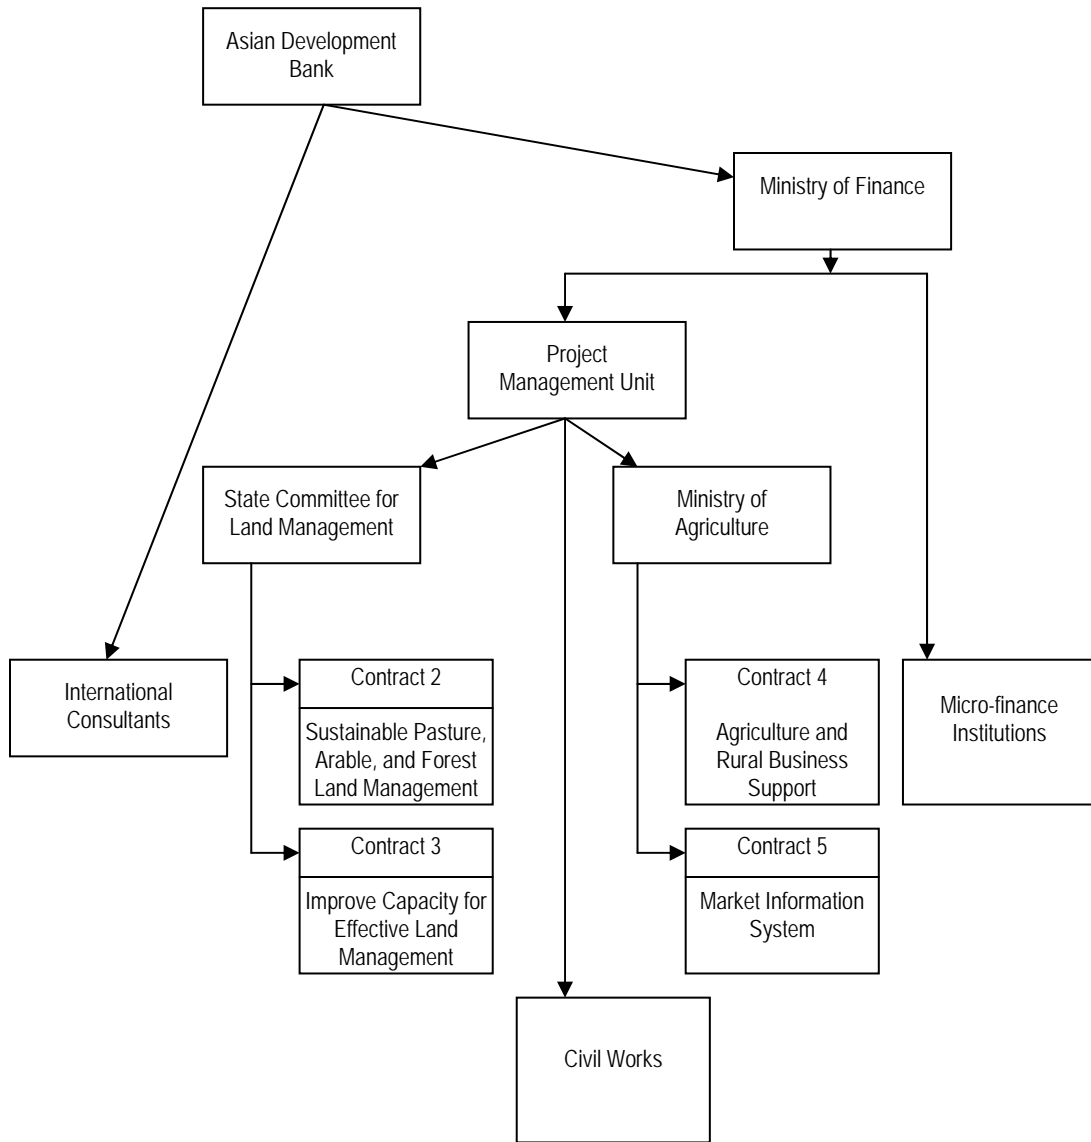 Asian Development
Bank
Ministry of Finance
Project
Management Unit
State Committee for
Land Management
Ministry of
Agriculture
International
Consultants
Contract 2
Sustainable Pasture,
Arable, and Forest
Land Management
Contract 4
Agriculture and
Rural Business
Support
Micro-finance
Institutions
Contract 3
Improve Capacity for
Effective Land
Management
Contract 5
Market Information
System
Civil Works